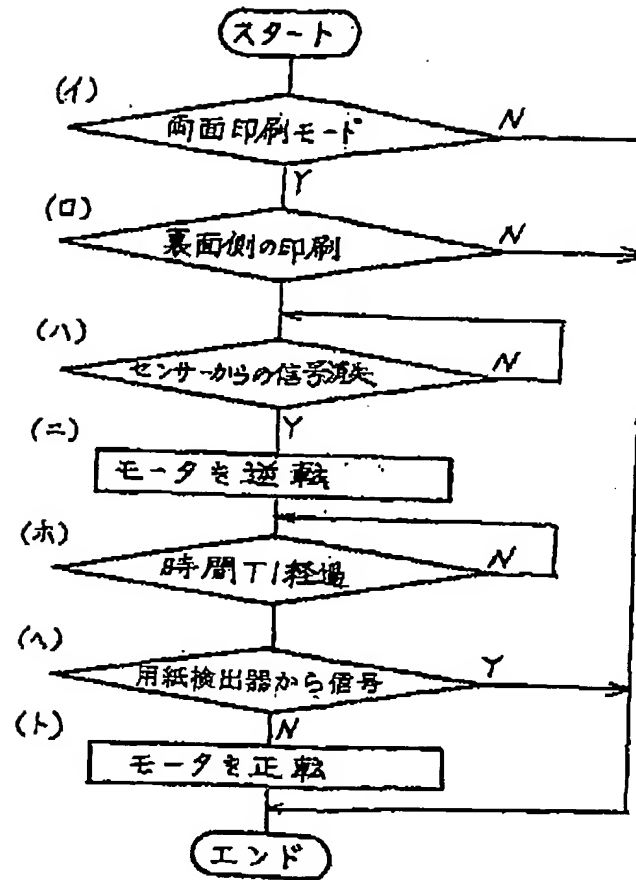 スタート
(イ)
両面印刷モード
N
Y
(ロ)
裏面側の印刷
N
(ハ)
センサーからの信号消失
N
Y
(ニ)
モータを逆転
(ホ)
時間T1経過
N
(ヘ)
用紙検出器から信号
Y
N
(ト)
モータを正転
エンド